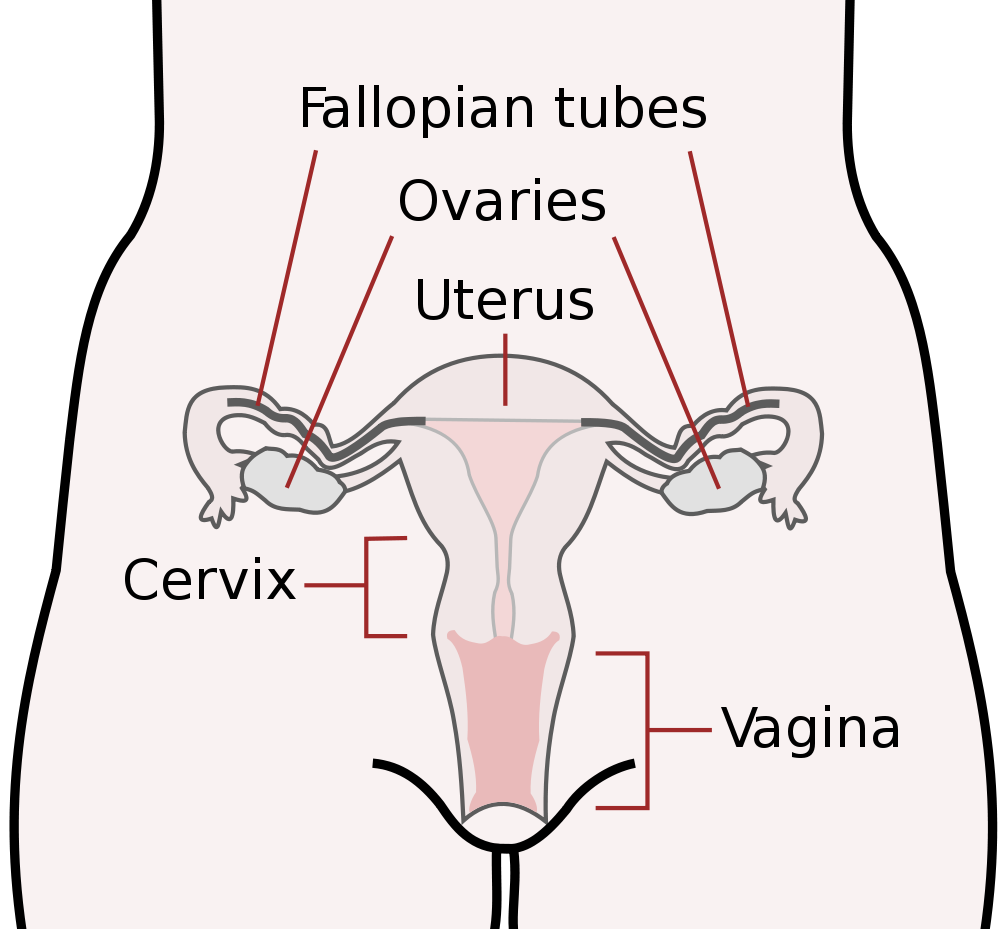 Fallopian tubes
Ovaries
Uterus
Cervix
Vagina